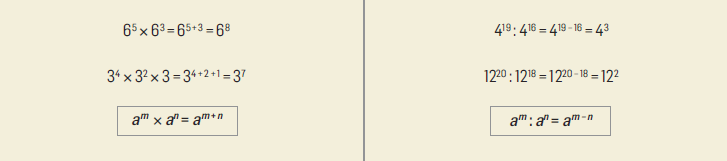 6⁵ × 6³ = 6⁵⁺³ = 6⁸
3⁴ × 3² × 3 = 3⁴⁺²⁺¹ = 3⁷
aᵐ × aⁿ = aᵐ⁺ⁿ
4¹⁹ : 4¹⁶ = 4¹⁹⁻¹⁶ = 4³
12²⁰ : 12¹⁸ = 12²⁰⁻¹⁸ = 12²
aᵐ : aⁿ = aᵐ⁻ⁿ